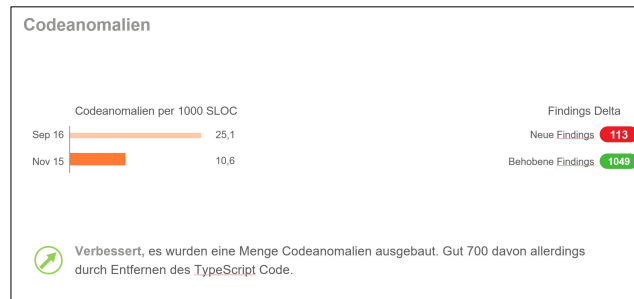 Codeanomalien
Codeanomalien per 1000 SLOC
Sep 16 25,1
Nov 15 10,6
Findings Delta
Neue Findings 113
Behobene Findings 1049
Verbessert, es wurden eine Menge Codeanomalien ausgebaut. Gut 700 davon allerdings
durch Entfernen des TypeScript Code.